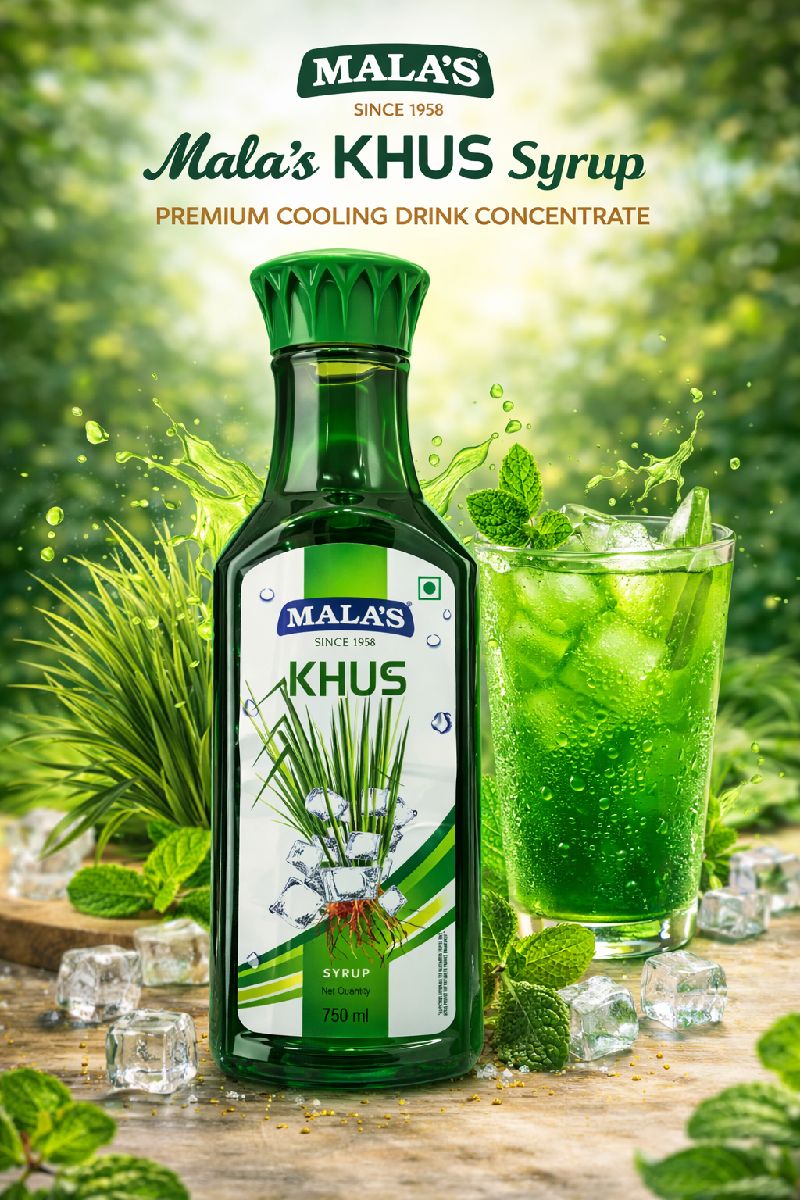 MALA'S
SINCE 1958
Mala's KHUS Syrup
PREMIUM COOLING DRINK CONCENTRATE
MALA'S
SINCE 1958
KHUS
SYRUP
Net Quantity
750 ml